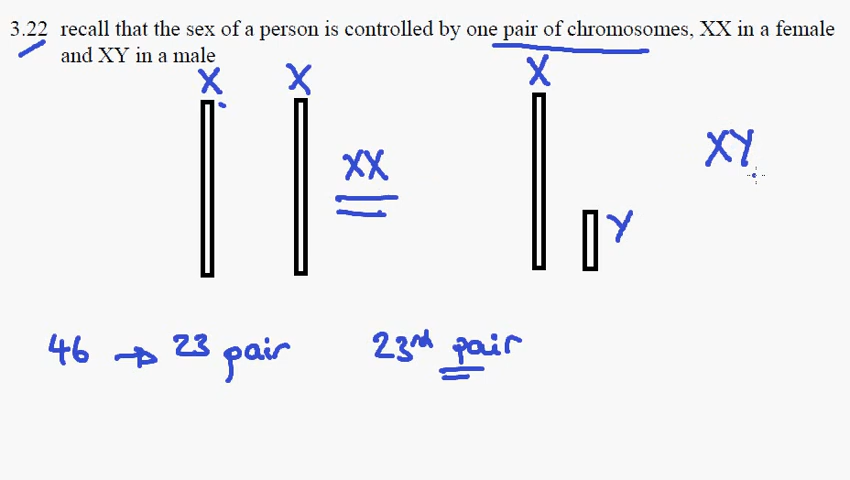 3.22 recall that the sex of a person is controlled by one pair of chromosomes, XX in a female
and XY in a male
X X X
XX XY
Y
46 → 23 pair 23rd pair